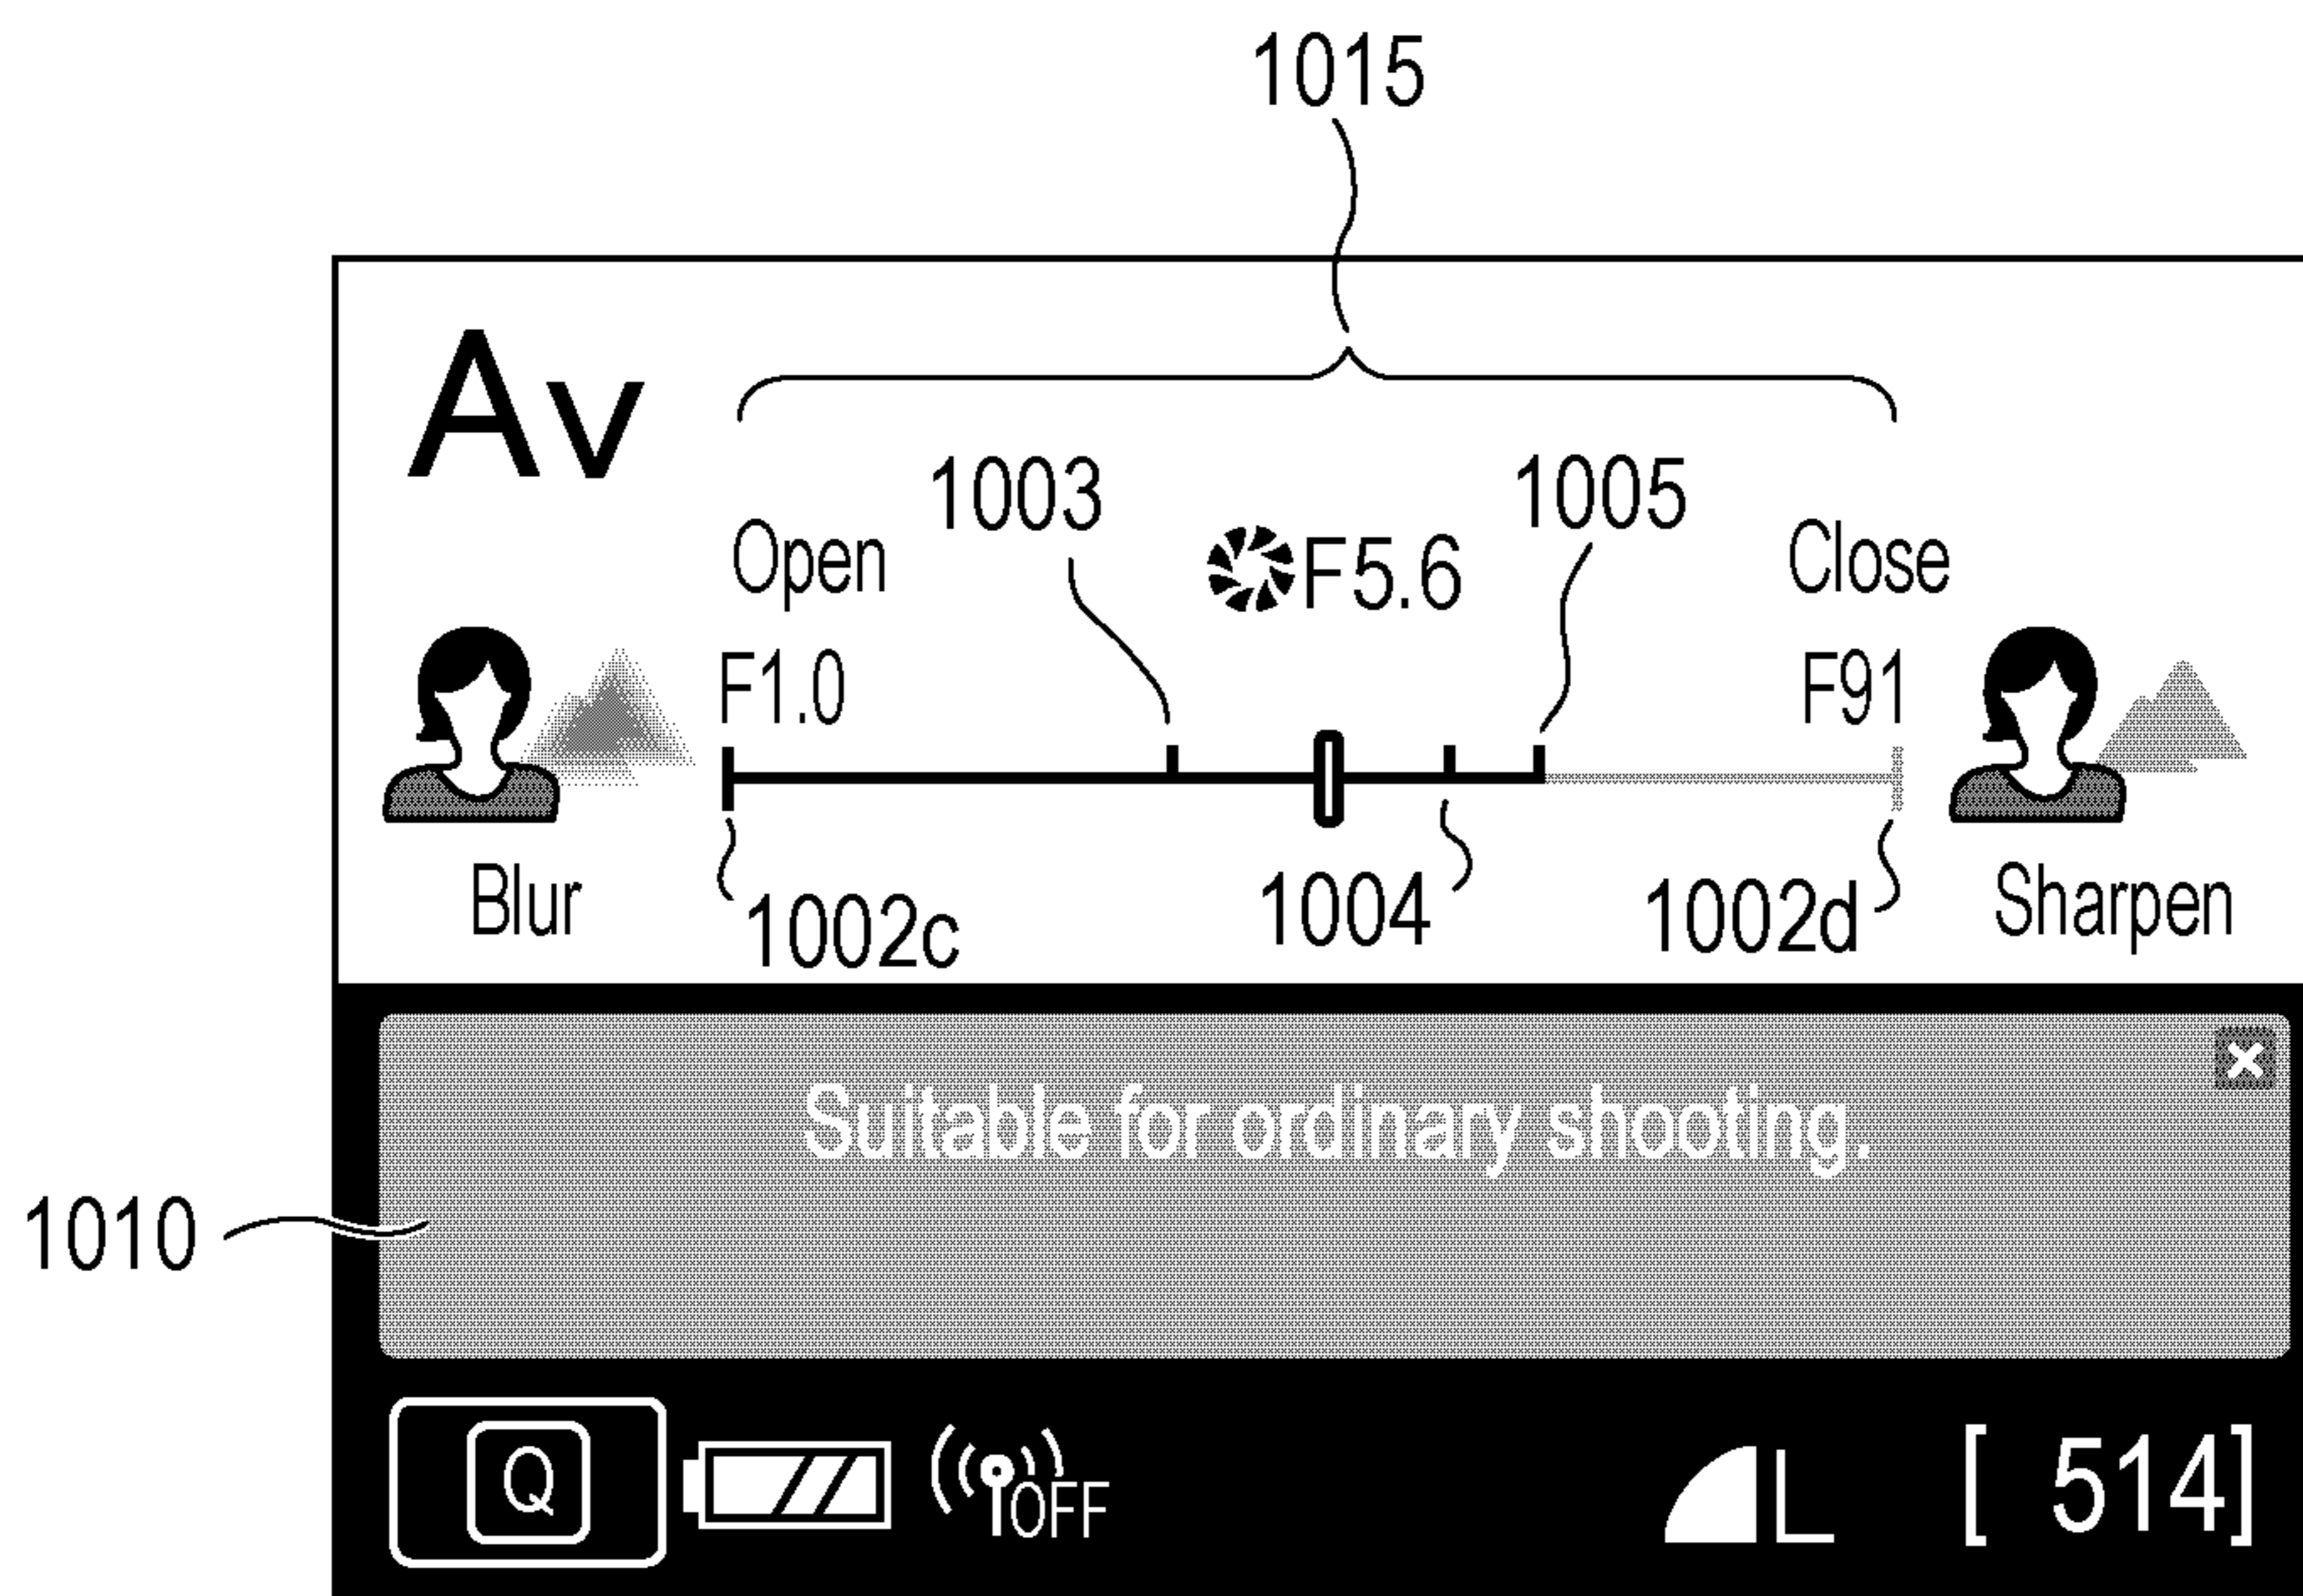 1015
Av
1003
1005
Open
F5.6
Close
F1.0
F91
Blur
1002c
1004
1002d
Sharpen
Suitable for ordinary shooting.
1010
Q
OFF
L
[ 514]